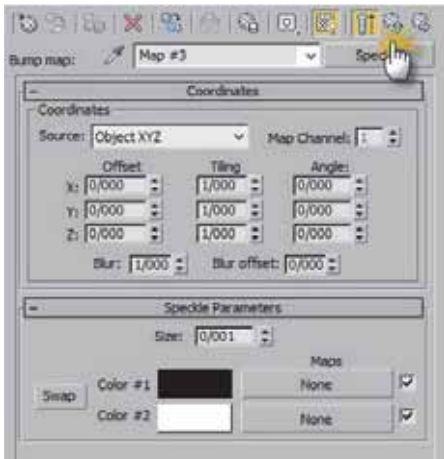 Bump map: Map #3
Coordinates
Coordinates
Source: Object XYZ Map Channel: 1
Offset Tiling Angle:
X: 0/000 1/000 0/000
Y: 0/000 1/000 0/000
Z: 0/000 1/000 0/000
Blur: 1/000 Blur offset: 0/000
Speckle Parameters
Size: 0/001
Maps
Swap Color #1 None
Color #2 None